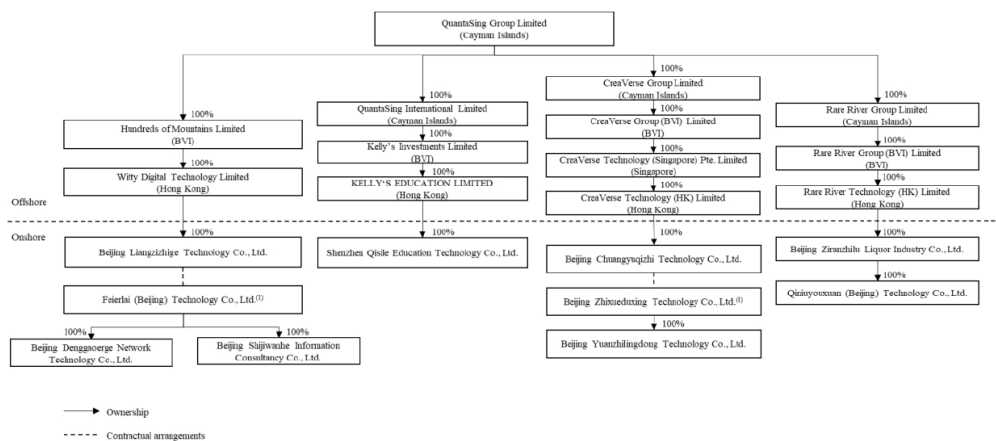 QuantaSing Group Limited
(Cayman Islands)
100%
Hundreds of Mountains Limited
(BVI)
100%
Witty Digital Technology Limited
(Hong Kong)
100%
QuantaSing International Limited
(Cayman Islands)
100%
Kelly's Investments Limited
(BVI)
100%
KELLY'S EDUCATION LIMITED
(Hong Kong)
100%
CreaVerse Group Limited
(Cayman Islands)
100%
CreaVerse Group (BVI) Limited
(BVI)
100%
CreaVerse Technology (Singapore) Pte. Limited
(Singapore)
100%
CreaVerse Technology (HK) Limited
(Hong Kong)
100%
Rare River Group Limited
(Cayman Islands)
100%
Rare River Group (BVI) Limited
(BVI)
100%
Rare River Technology (HK) Limited
(Hong Kong)
Offshore
Onshore
100%
Beijing Liangzizhige Technology Co., Ltd.
Feierlai (Beijing) Technology Co., Ltd.(1)
100%
Beijing Denggaoerge Network
Technology Co., Ltd.
100%
Beijing Shijiwanhe Information
Consultancy Co., Ltd.
100%
Shenzhen Qisile Education Technology Co., Ltd.
100%
Beijing Chuangyuqizhi Technology Co., Ltd.
Beijing Zhixueduxing Technology Co., Ltd.(1)
100%
Beijing Yuanzhilingdong Technology Co., Ltd.
100%
Beijing Ziranzhilu Liquor Industry Co., Ltd.
100%
Qiniuyouxuan (Beijing) Technology Co., Ltd.
Ownership
Contractual arrangements